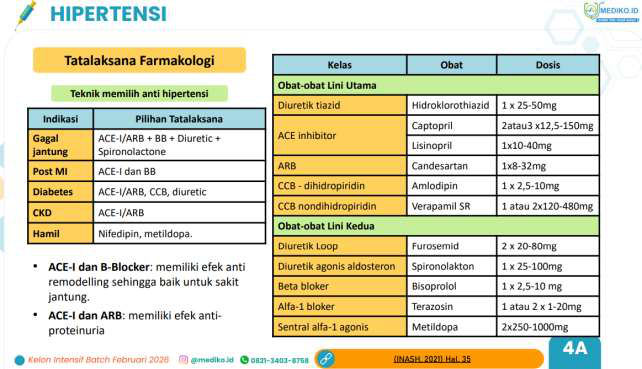 HIPERTENSI
MEDIKO.ID
Tatalaksana Farmakologi
Teknik memilih anti hipertensi
Indikasi Pilihan Tatalaksana
Gagal jantung ACE-I/ARB + BB + Diuretic + Spironolactone
Post MI ACE-I dan BB
Diabetes ACE-I/ARB, CCB, diuretic
CKD ACE-I/ARB
Hamil Nifedipin, metildopa.
• ACE-I dan B-Blocker: memiliki efek anti
remodelling sehingga baik untuk sakit
jantung.
• ACE-I dan ARB: memiliki efek anti-
proteinuria
Kelas Obat Dosis
Obat-obat Lini Utama
Diuretik tiazid Hidroklorothiazid 1 x 25-50mg
ACE inhibitor Captopril 2atau3 x12,5-150mg
Lisinopril 1x10-40mg
ARB Candesartan 1x8-32mg
CCB - dihidropiridin Amlodipin 1 x 2,5-10mg
CCB nondihidropiridin Verapamil SR 1 atau 2x120-480mg
Obat-obat Lini Kedua
Diuretik Loop Furosemid 2 x 20-80mg
Diuretik agonis aldosteron Spironolakton 1 x 25-100mg
Beta bloker Bisoprolol 1 x 2,5-10 mg
Alfa-1 bloker Terazosin 1 atau 2 x 1-20mg
Sentral alfa-1 agonis Metildopa 2x250-1000mg
4A
Kelon Intensif Batch Februari 2026 @mediko.id 0821-3403-8758 (INASH, 2021) Hal. 35